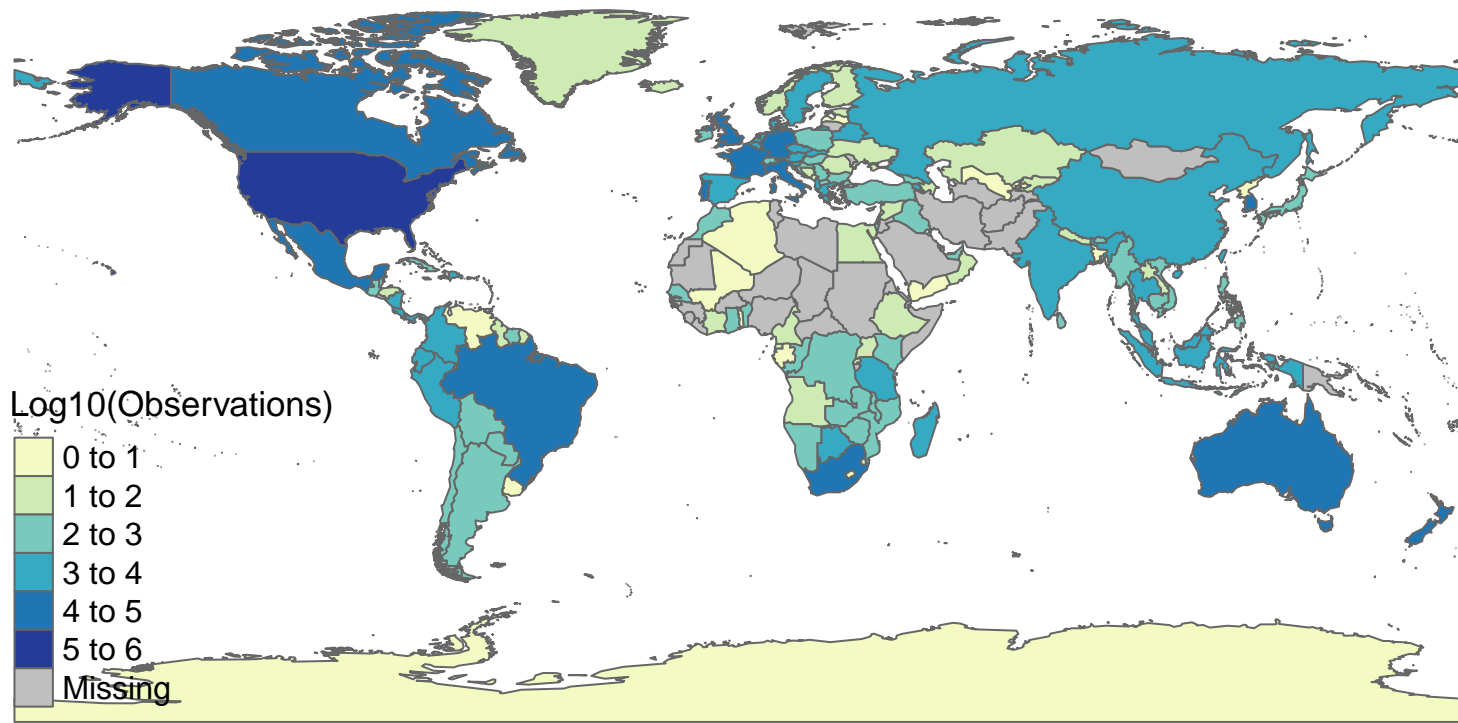 Log10(Observations)
0 to 1
1 to 2
2 to 3
3 to 4
4 to 5
5 to 6
Missing